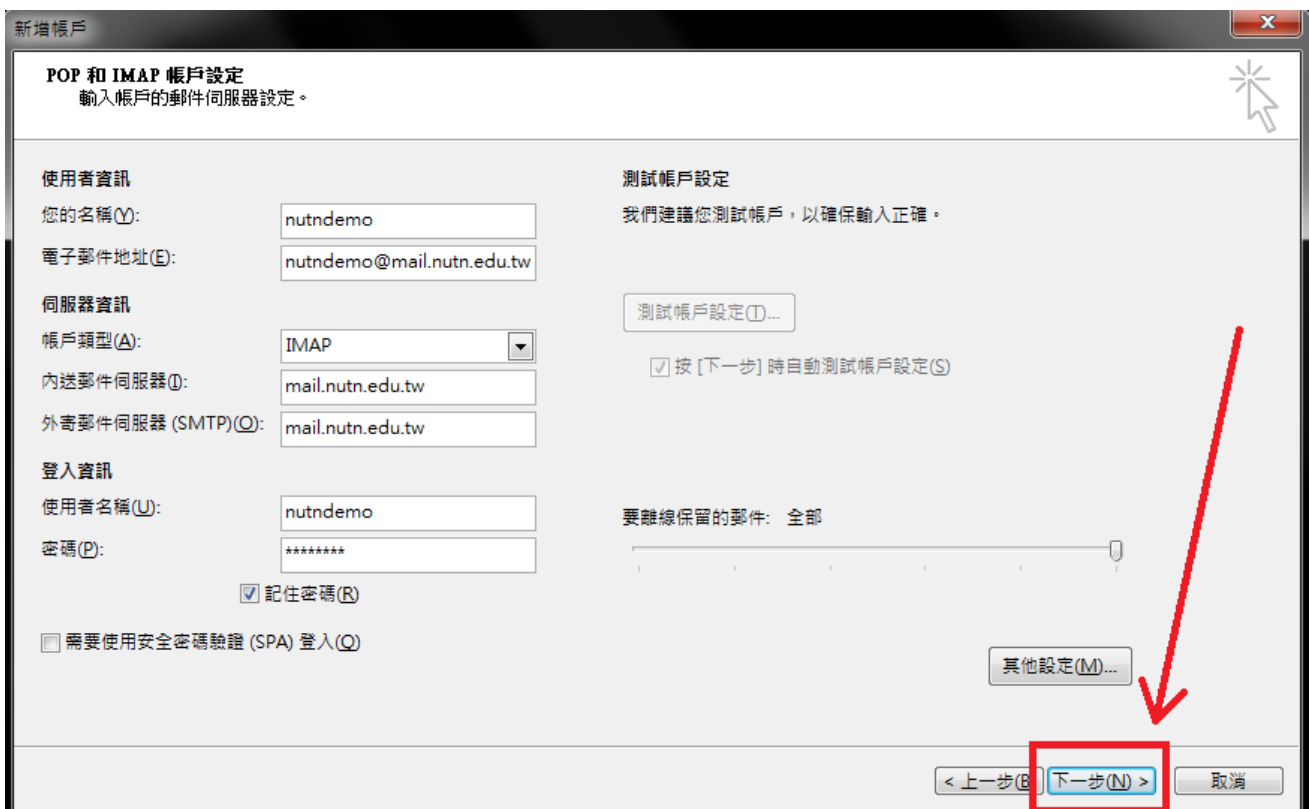 新增帳戶
POP 和 IMAP 帳戶設定
輸入帳戶的郵件伺服器設定。
使用者資訊
您的名稱(Y):
nutndemo
電子郵件地址(E):
nutndemo@mail.nutn.edu.tw
伺服器資訊
帳戶類型(A):
IMAP
內送郵件伺服器(I):
mail.nutn.edu.tw
外寄郵件伺服器 (SMTP)(O):
mail.nutn.edu.tw
登入資訊
使用者名稱(U):
nutndemo
密碼(P):
********
記住密碼(R)
需要使用安全密碼驗證 (SPA) 登入(Q)
測試帳戶設定
我們建議您測試帳戶，以確保輸入正確。
測試帳戶設定(T)...
按 [下一步] 時自動測試帳戶設定(S)
要離線保留的郵件: 全部
其他設定(M)...
< 上一步(B
下一步(N) >
取消